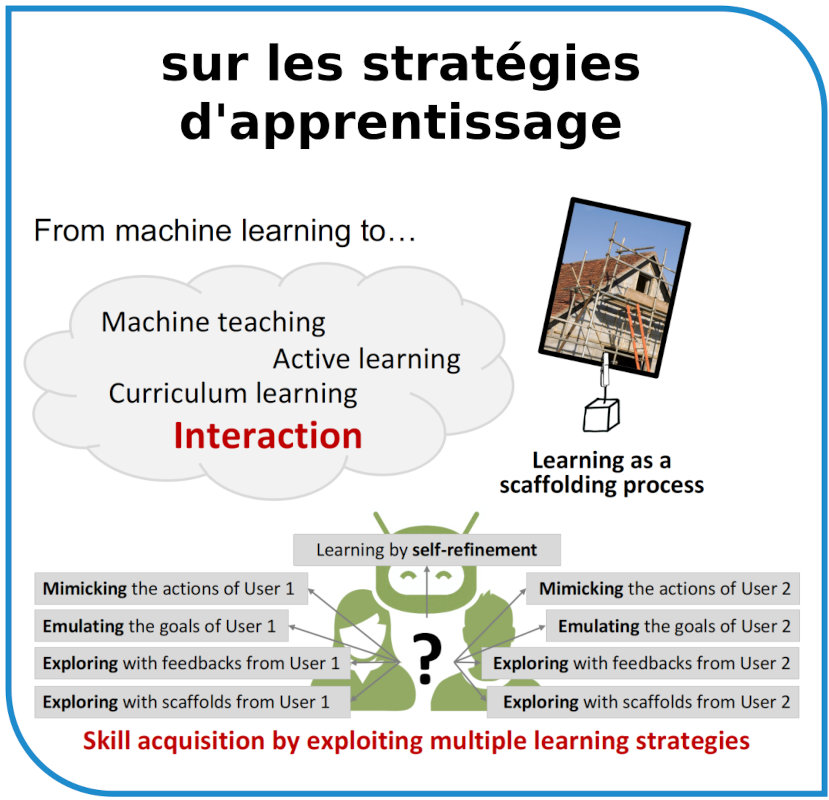 sur les stratégies
d'apprentissage
From machine learning to…
Machine teaching
Active learning
Curriculum learning
Interaction
Learning as a
scaffolding process
Learning by self-refinement
Mimicking the actions of User 1
Emulating the goals of User 1
Exploring with feedbacks from User 1
Exploring with scaffolds from User 1
?
Mimicking the actions of User 2
Emulating the goals of User 2
Exploring with feedbacks from User 2
Exploring with scaffolds from User 2
Skill acquisition by exploiting multiple learning strategies